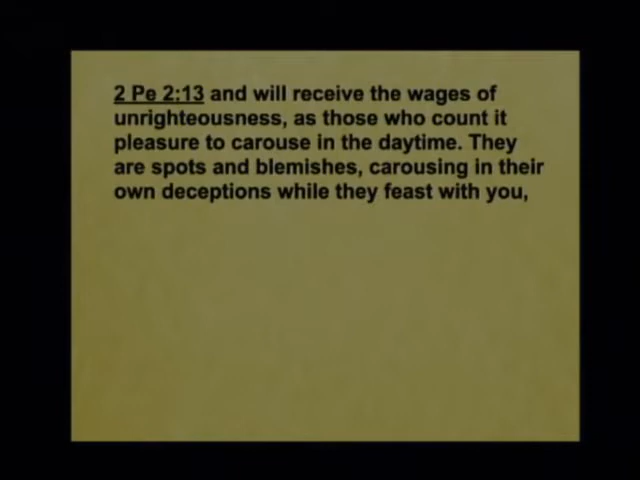 2 Pe 2:13 and will receive the wages of
unrighteousness, as those who count it
pleasure to carouse in the daytime. They
are spots and blemishes, carousing in their
own deceptions while they feast with you,